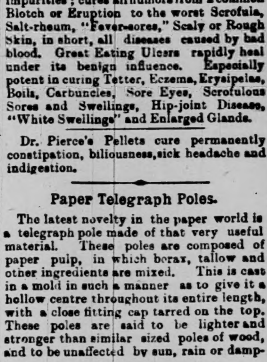 Impurities ; cures all humors from a common
Blotch or Eruption to the worst Scrofula,
Salt-rheum, "Fever-sores," Scaly or Rough
Skin, in short, all diseases caused by bad
blood. Great Eating Ulcers rapidly heal
under its benign influence. Especially
potent in curing Tetter, Eczema, Erysipelas,
Boils, Carbuncles, Sore Eyes, Scrofulous
Sores and Swellings, Hip-joint Disease,
"White Swellings" and Enlarged Glands.
Dr. Pierce's Pellets cure permanently
constipation, biliousness, sick headache and
indigestion.
Paper Telegraph Poles.
The latest novelty in the paper world is
a telegraph pole made of that very useful
material. These poles are composed of
paper pulp, in which borax, tallow and
other ingredients are mixed. This is cast
in a mold in such a manner as to give it a
hollow centre throughout its entire length,
with a close fitting cap tarred on the top.
These poles are said to be lighter and
stronger than similar sized poles of wood,
and to be unaffected by sun, rain or damp-